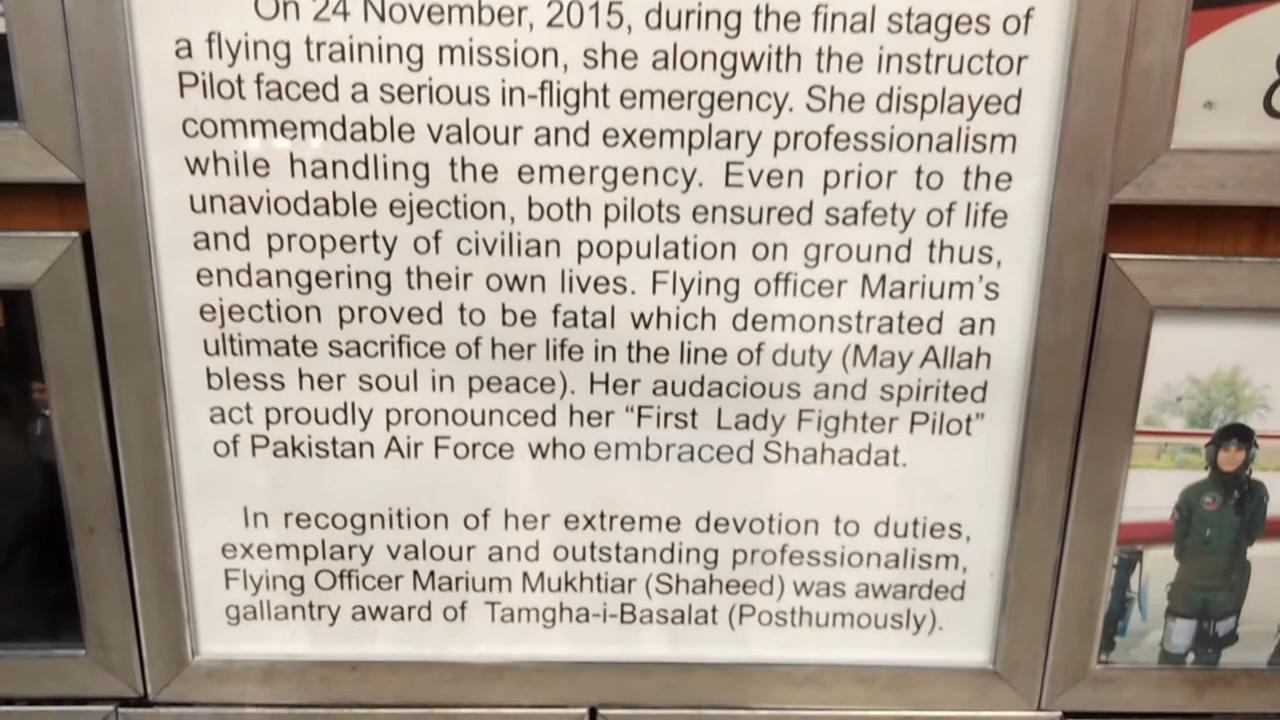 On 24 November, 2015, during the final stages of
a flying training mission, she alongwith the instructor
Pilot faced a serious in-flight emergency. She displayed
commemdable valour and exemplary professionalism
while handling the emergency. Even prior to the
unaviodable ejection, both pilots ensured safety of life
and property of civilian population on ground thus,
endangering their own lives. Flying officer Marium's
ejection proved to be fatal which demonstrated an
ultimate sacrifice of her life in the line of duty (May Allah
bless her soul in peace). Her audacious and spirited
act proudly pronounced her “First Lady Fighter Pilot”
of Pakistan Air Force who embraced Shahadat.
In recognition of her extreme devotion to duties,
exemplary valour and outstanding professionalism,
Flying Officer Marium Mukhtiar (Shaheed) was awarded
gallantry award of Tamgha-i-Basalat (Posthumously).